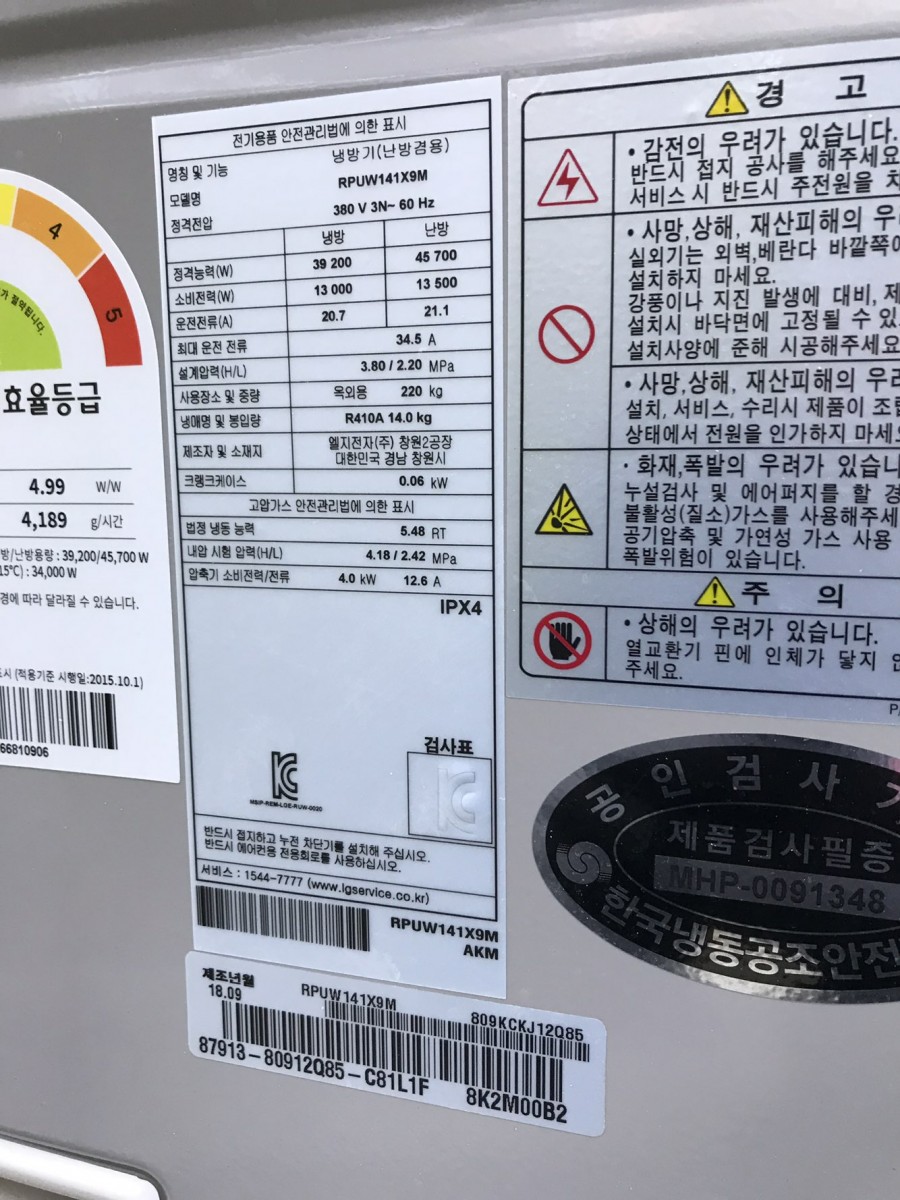 4
5
가 절약됩니다.
효율등급
4.99 W/W
4,189 g/시간
방/난방용량 : 39,200/45,700 W
15℃) : 34,000 W
경에 따라 달라질 수 있습니다.
표시 (적용기준 시행일:2015.10.1)
66810906
전기용품 안전관리법에 의한 표시
명칭 및 기능 냉방기(난방겸용)
모델명 RPUW141X9M
정격전압 380 V 3N~ 60 Hz
냉방 난방
정격능력(W) 39 200 45 700
소비전력(W) 13 000 13 500
운전전류(A) 20.7 21.1
최대 운전 전류 34.5 A
설계압력(H/L) 3.80 / 2.20 MPa
사용장소 및 중량 옥외용 220 kg
냉매명 및 봉입량 R410A 14.0 kg
제조자 및 소재지 엘지전자(주) 창원2공장
대한민국 경남 창원시
크랭크케이스 0.06 kW
고압가스 안전관리법에 의한 표시
법정 냉동 능력 5.48 RT
내압 시험 압력(H/L) 4.18 / 2.42 MPa
압축기 소비전력/전류 4.0 kW 12.6 A
IPX4
검사표
MSIP-REM-LGE-RUW-0020
반드시 접지하고 누전 차단기를 설치해 주십시오.
반드시 에어컨용 전용회로를 사용하십시오.
서비스 : 1544-7777 (www.lgservice.co.kr)
RPUW141X9M
AKM
제조년월
18.09 RPUW141X9M
809KCKJ12Q85
87913-80912Q85-C81L1F
8K2M00B2
경 고
• 감전의 우려가 있습니다.
반드시 접지 공사를 해주세요
서비스 시 반드시 주전원을 차
• 사망,상해, 재산피해의 우
실외기는 외벽,베란다 바깥쪽에
설치하지 마세요.
강풍이나 지진 발생에 대비, 제
설치시 바닥면에 고정될 수 있
설치사양에 준해 시공해주세요
• 사망,상해, 재산피해의 우려
설치, 서비스, 수리시 제품이 조립
상태에서 전원을 인가하지 마세
• 화재,폭발의 우려가 있습니
누설검사 및 에어퍼지를 할 경
불활성(질소)가스를 사용해주세
공기압축 및 가연성 가스 사용
폭발위험이 있습니다.
주 의
• 상해의 우려가 있습니다.
열교환기 핀에 인체가 닿지 않
주세요.
P/
공인검사기
제품검사필증
MHP-0091348
한국냉동공조안전